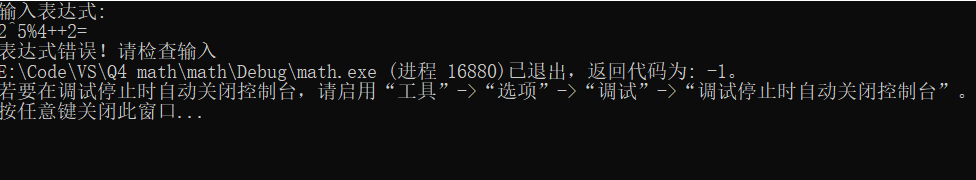 输入表达式:
2^5%4++2=
表达式错误! 请检查输入
E:\Code\VS\Q4 math\math\Debug\math.exe (进程 16880)已退出，返回代码为: -1。
若要在调试停止时自动关闭控制台，请启用“工具”->“选项”->“调试”->“调试停止时自动关闭控制台”。
按任意键关闭此窗口...